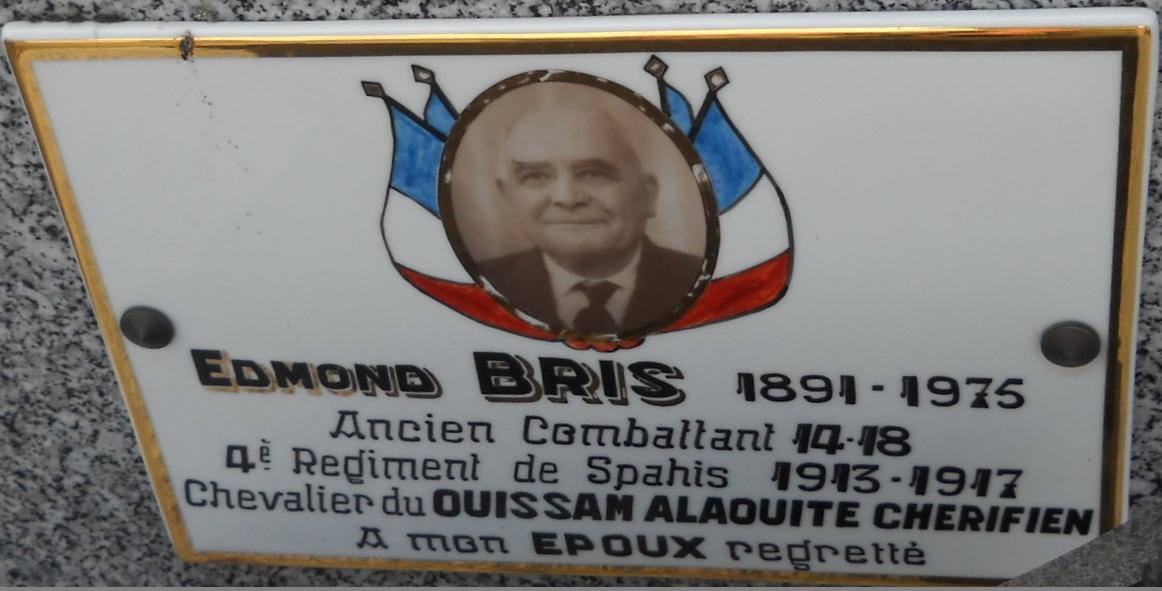 EDMOND BRIS 1891-1975
Ancien Combattant 14-18
4è Regiment de Spahis 1913-1917
Chevalier du OUISSAM ALAOUITE CHERIFIEN
A mon EPOUX regretté